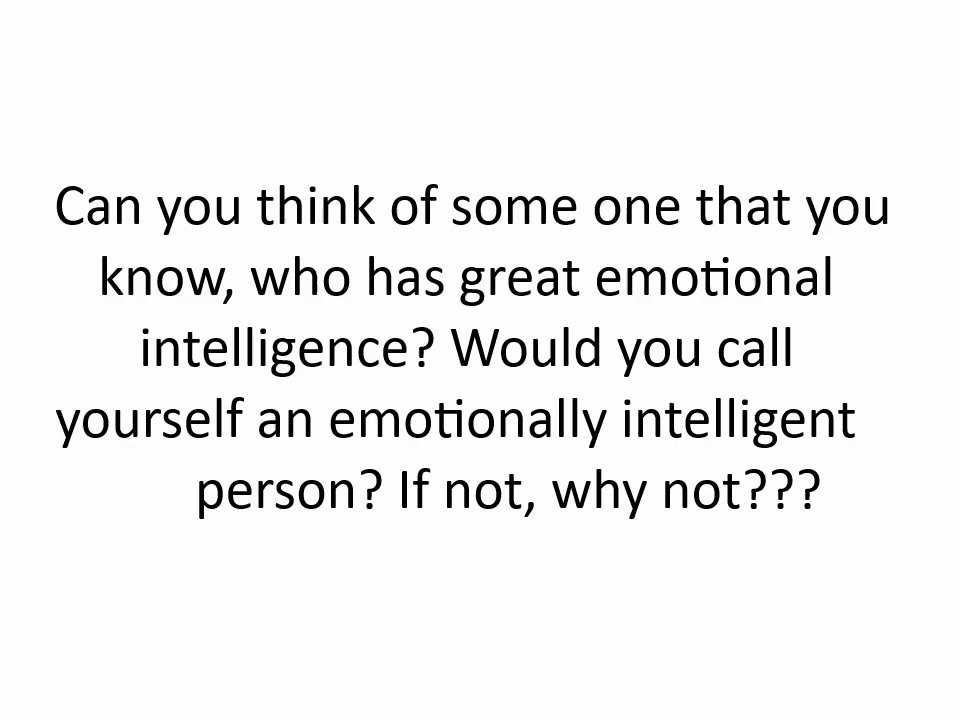 Can you think of some one that you
know, who has great emotional
intelligence? Would you call
yourself an emotionally intelligent
person? If not, why not???